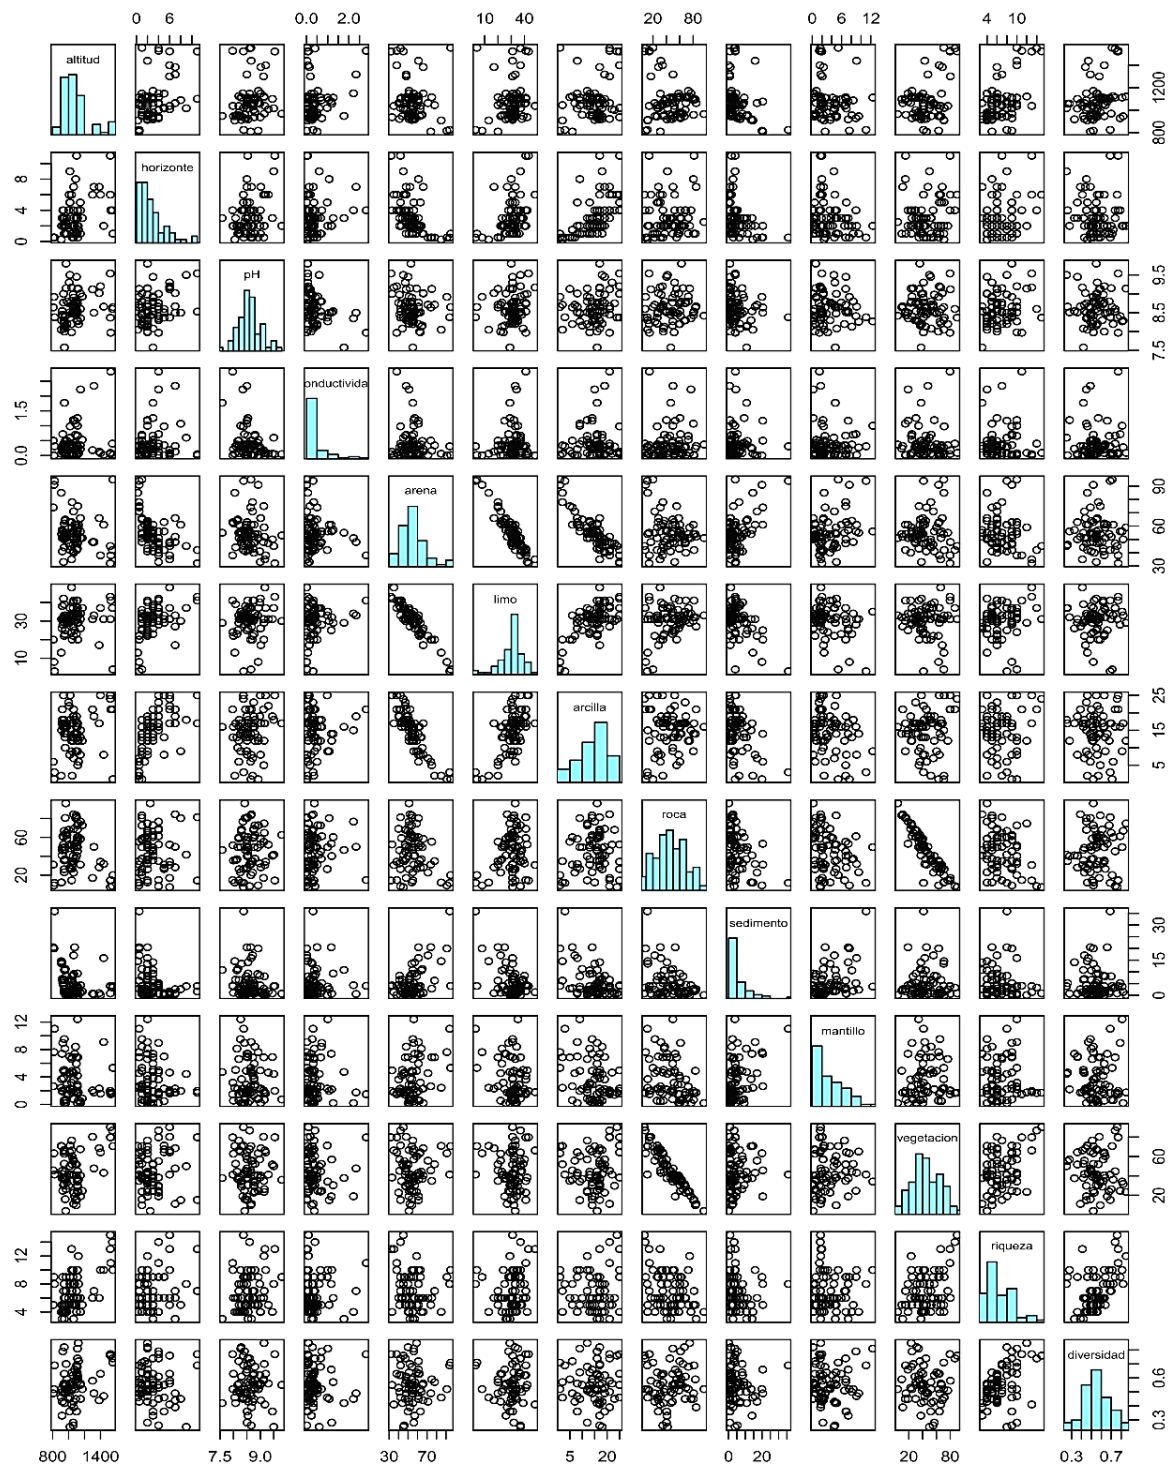 0 6 0.0 2.0 10 40 20 80 0 6 12 4 10
altitud
800 1200
horizonte
0 4 8
pH
7.5 8.5 9.5
onductivida
0.0 1.5
arena
30 60 90
limo
10 30
arcilla
5 15 25
roca
20 60
sedimento
0 15 30
mantillo
0 4 8 12
vegetacion
20 60
riqueza
4 8 12
diversidad
0.3 0.6
800 1400 7.5 9.0 30 70 5 20 0 20 20 80 0.3 0.7